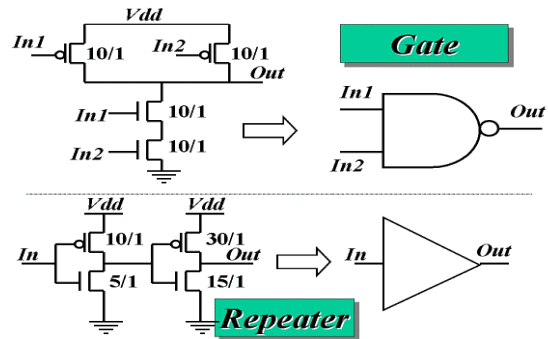 Vdd
In1
10/1
In2
10/1
Out
In1
10/1
In2
10/1
Gate
In1
In2
Out
Vdd
Vdd
In
10/1
5/1
30/1
15/1
Out
Repeater
In
Out